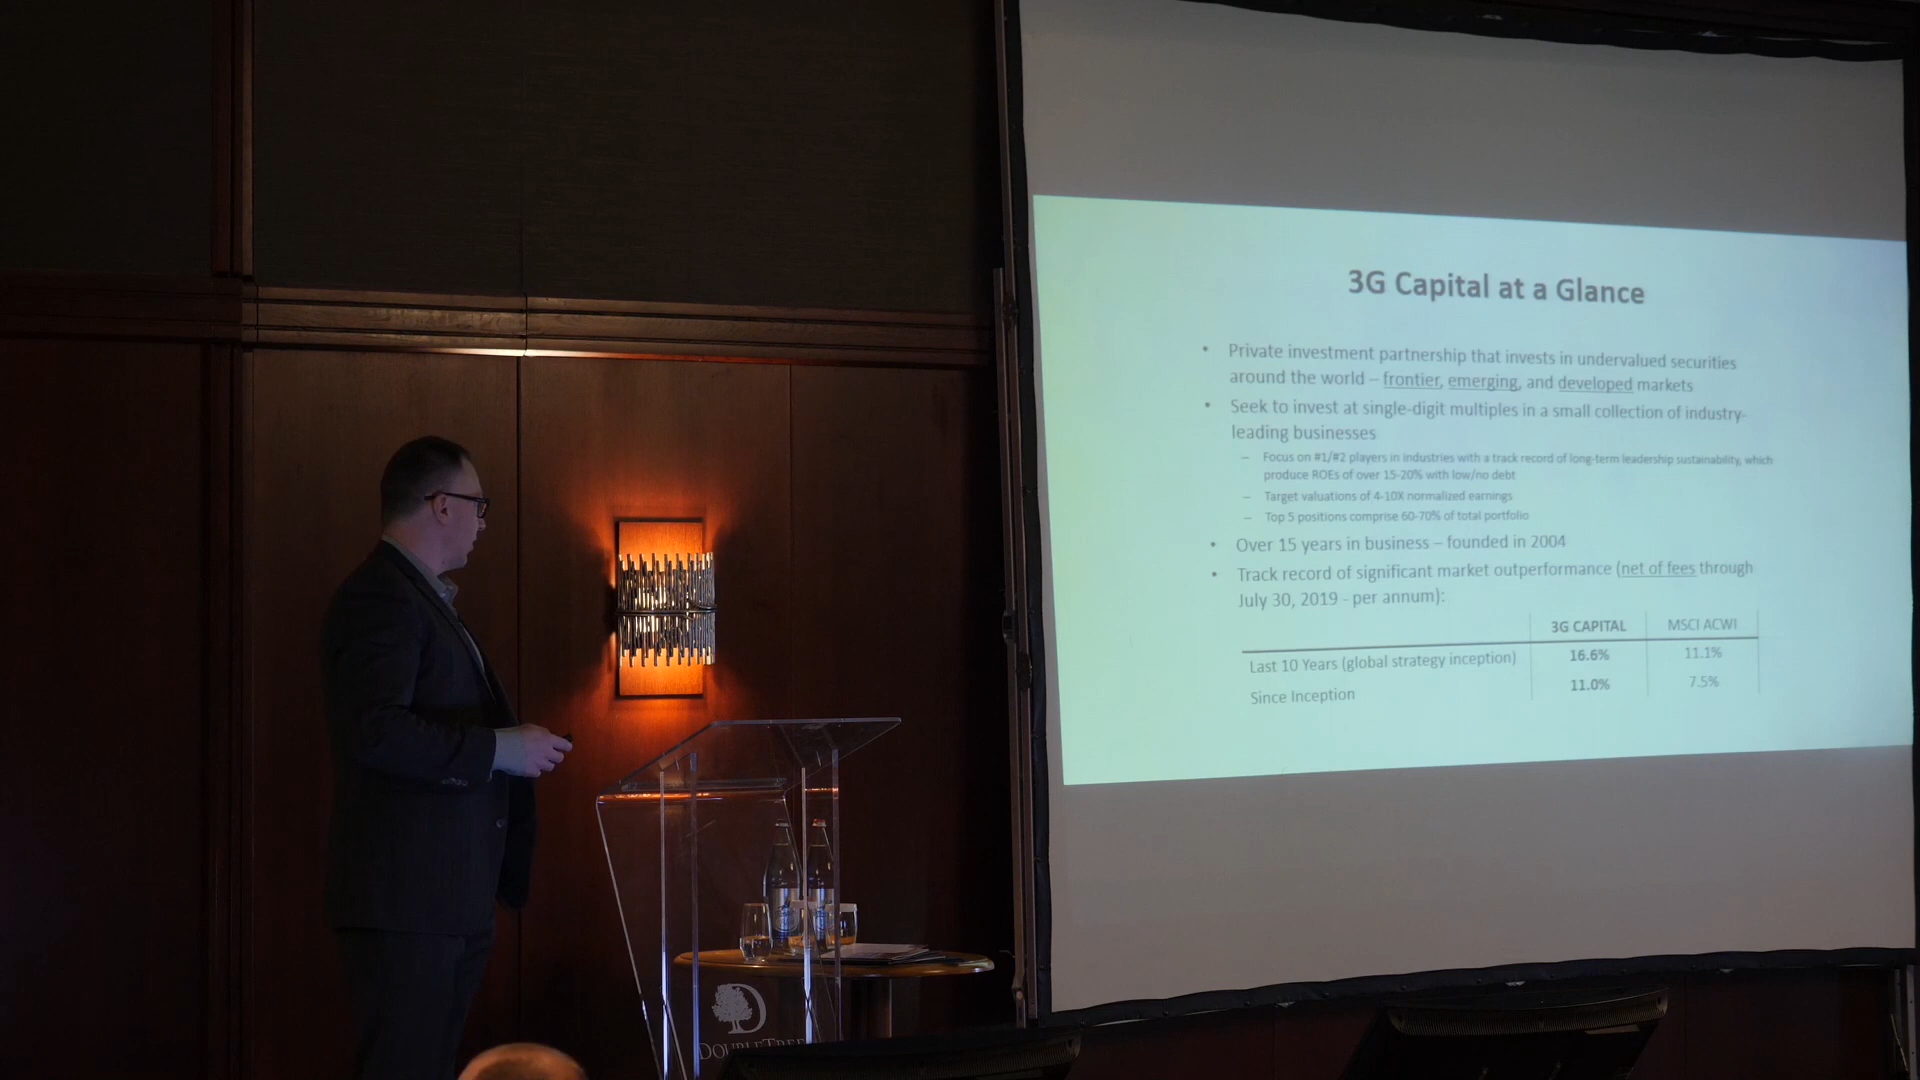 3G Capital at a Glance
• Private investment partnership that invests in undervalued securities
around the world – frontier, emerging, and developed markets
• Seek to invest at single-digit multiples in a small collection of industry-
leading businesses
– Focus on #1/#2 players in industries with a track record of long-term leadership sustainability, which
produce ROEs of over 15-20% with low/no debt
– Target valuations of 4-10X normalized earnings
– Top 5 positions comprise 60-70% of total portfolio
• Over 15 years in business – founded in 2004
• Track record of significant market outperformance (net of fees through
July 30, 2019 - per annum):
3G CAPITAL MSCI ACWI
Last 10 Years (global strategy inception) 16.6% 11.1%
Since Inception 11.0% 7.5%
D
DOUBLETREE